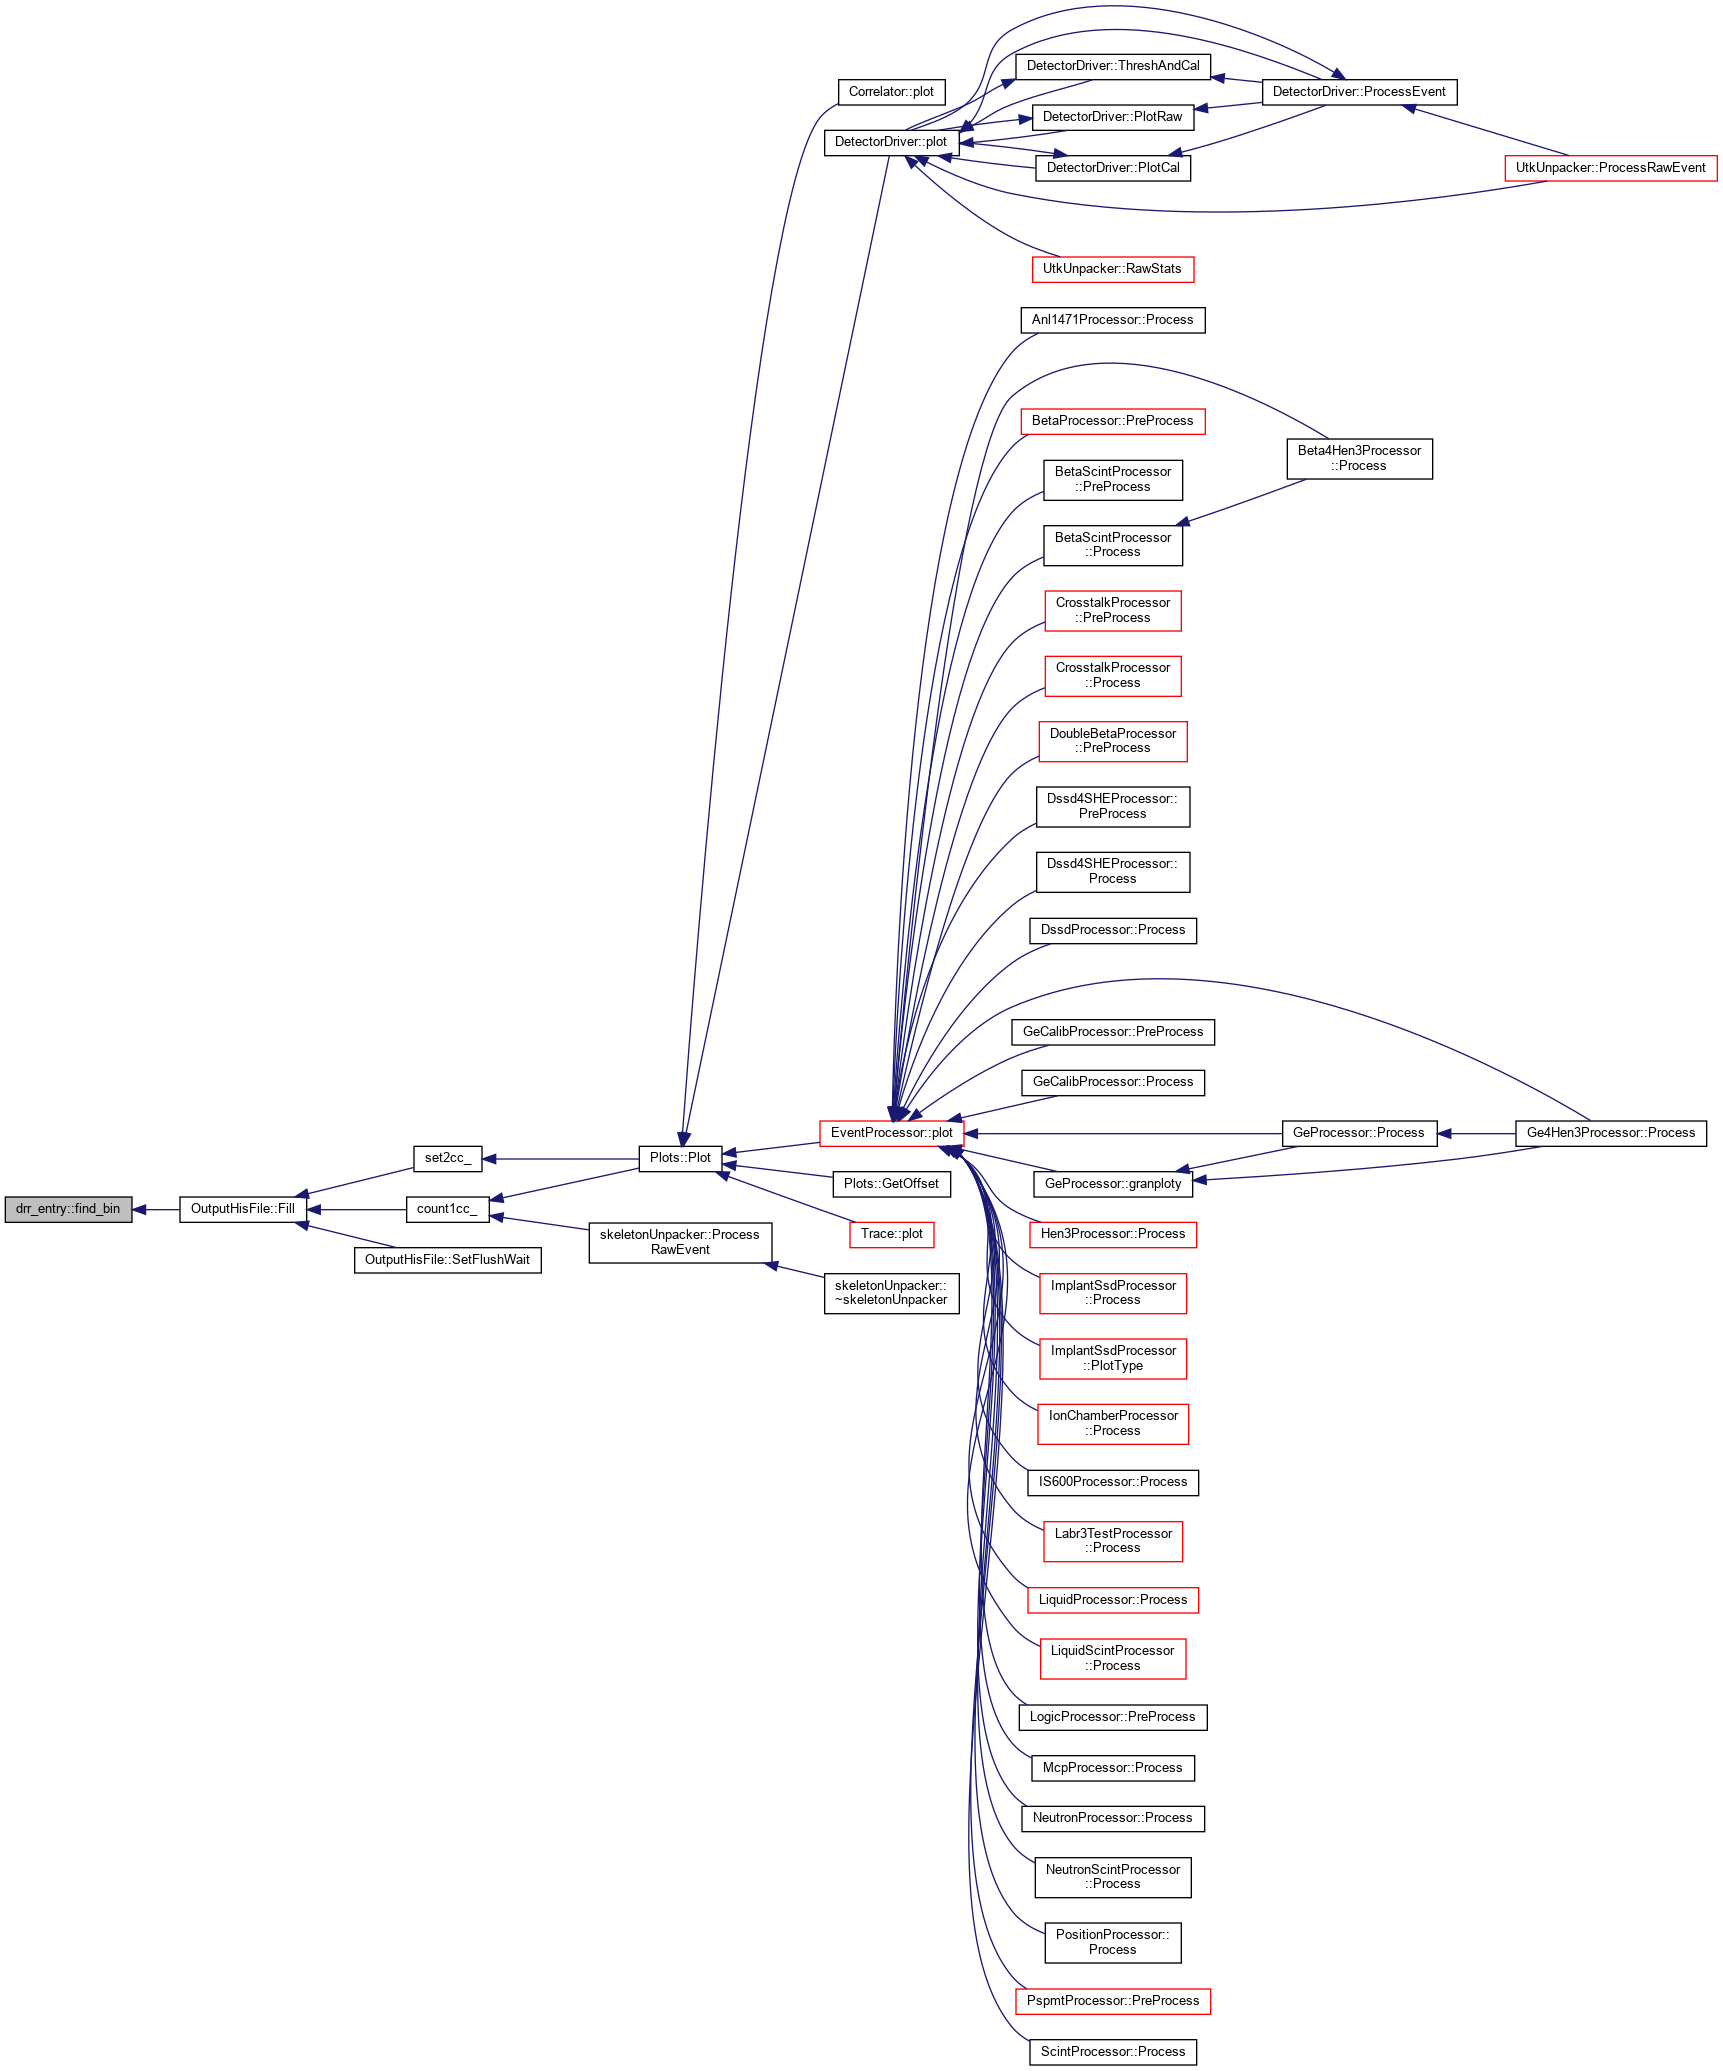 DetectorDriver::ThreshAndCal
Correlator::plot
DetectorDriver::ProcessEvent
DetectorDriver::PlotRaw
DetectorDriver::plot
DetectorDriver::PlotCal
UtkUnpacker::ProcessRawEvent
UtkUnpacker::RawStats
Anl1471Processor::Process
BetaProcessor::PreProcess
Beta4Hen3Processor
::Process
BetaScintProcessor
::PreProcess
BetaScintProcessor
::Process
CrosstalkProcessor
::PreProcess
CrosstalkProcessor
::Process
DoubleBetaProcessor
::PreProcess
Dssd4SHEProcessor::
PreProcess
Dssd4SHEProcessor::
Process
DssdProcessor::Process
GeCalibProcessor::PreProcess
GeCalibProcessor::Process
EventProcessor::plot
GeProcessor::Process
Ge4Hen3Processor::Process
set2cc_
Plots::Plot
Plots::GetOffset
GeProcessor::granploty
drr_entry::find_bin
OutputHisFile::Fill
count1cc_
Trace::plot
Hen3Processor::Process
skeletonUnpacker::Process
RawEvent
OutputHisFile::SetFlushWait
skeletonUnpacker::
~skeletonUnpacker
ImplantSsdProcessor
::Process
ImplantSsdProcessor
::PlotType
IonChamberProcessor
::Process
IS600Processor::Process
Labr3TestProcessor
::Process
LiquidProcessor::Process
LiquidScintProcessor
::Process
LogicProcessor::PreProcess
McpProcessor::Process
NeutronProcessor::Process
NeutronScintProcessor
::Process
PositionProcessor::
Process
PspmtProcessor::PreProcess
ScintProcessor::Process